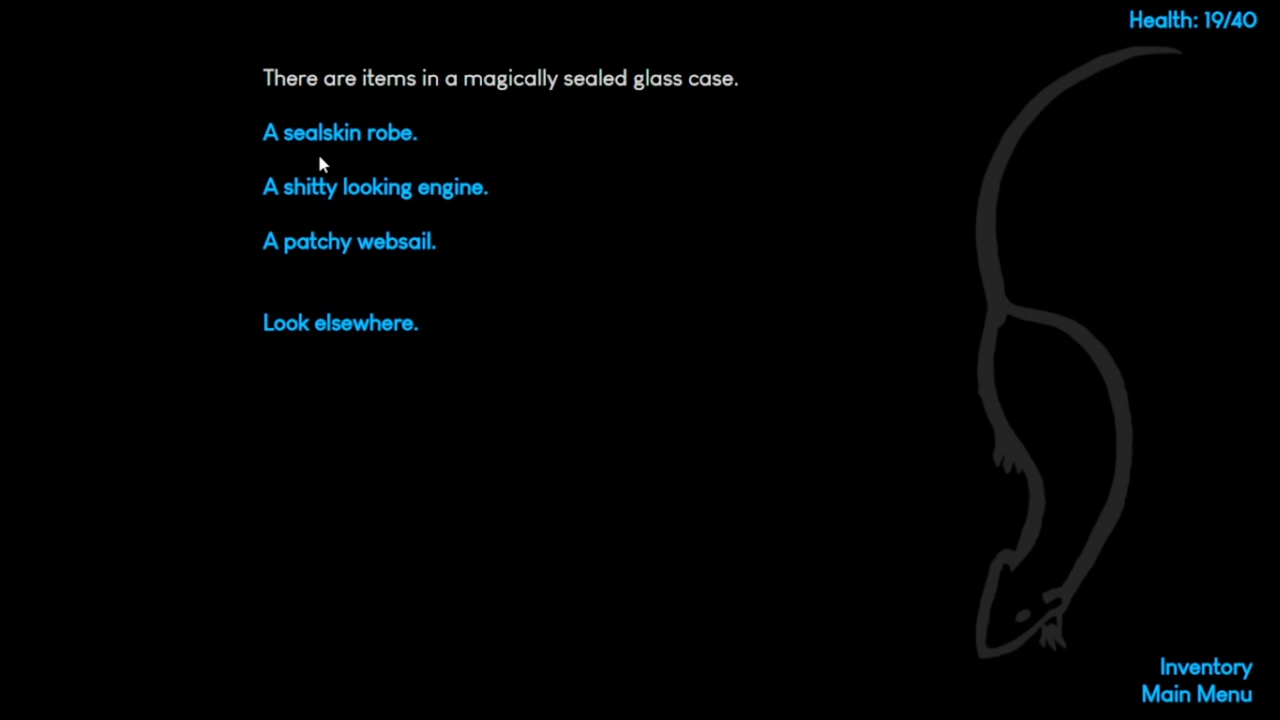 Health: 19/40
There are items in a magically sealed glass case.
A sealskin robe.
A shitty looking engine.
A patchy websail.
Look elsewhere.
Inventory
Main Menu